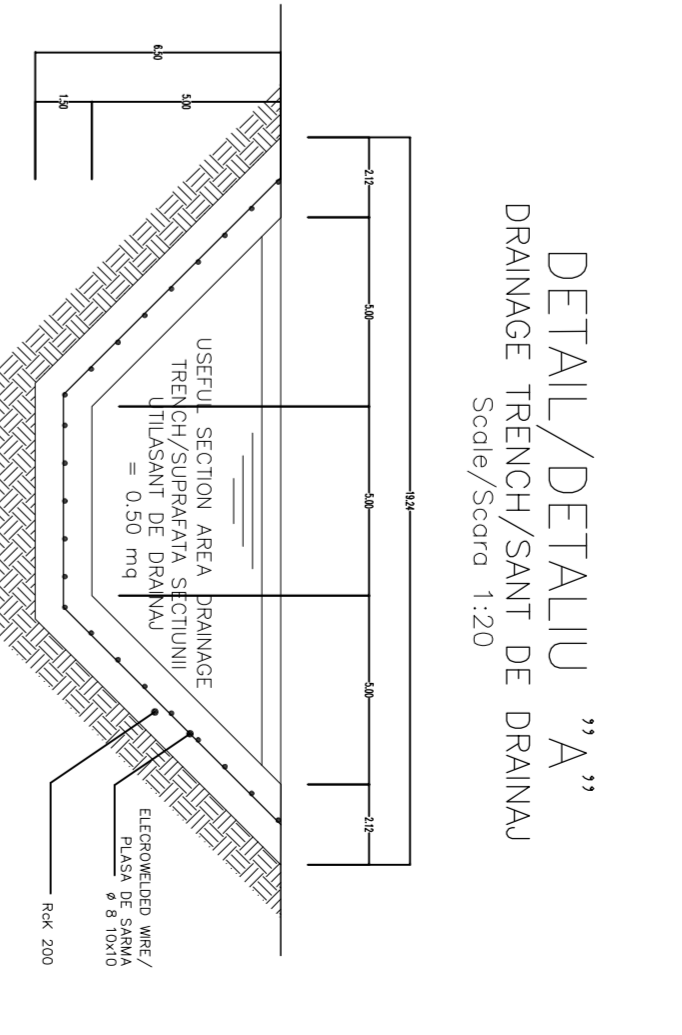 DETAIL/DETALIU "A"
DRAINAGE TRENCH/SANT DE DRAINAJ
Scale/Scara 1:20
19.24
2.12
5.00
5.00
5.00
2.12
USEFUL SECTION AREA DRAINAGE
TRENCH/SUPRAFATA SECTIUNII
UTILASANT DE DRAINAJ
= 0.50 mq
5.00
1.50
6.50
ELECROWELDED WIRE/
PLASA DE SARMA
Ø 8 10x10
RcK 200